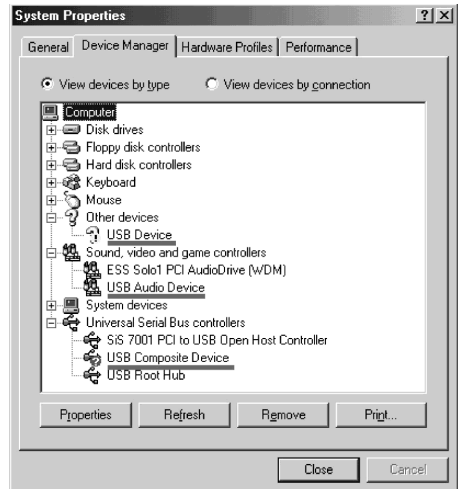 System Properties
General Device Manager Hardware Profiles Performance
View devices by type View devices by connection
Computer
Disk drives
Floppy disk controllers
Hard disk controllers
Keyboard
Mouse
Other devices
USB Device
Sound, video and game controllers
ESS Solo1 PCI AudioDrive (WDM)
USB Audio Device
System devices
Universal Serial Bus controllers
SiS 7001 PCI to USB Open Host Controller
USB Composite Device
USB Root Hub
Properties Refresh Remove Print...
Close Cancel